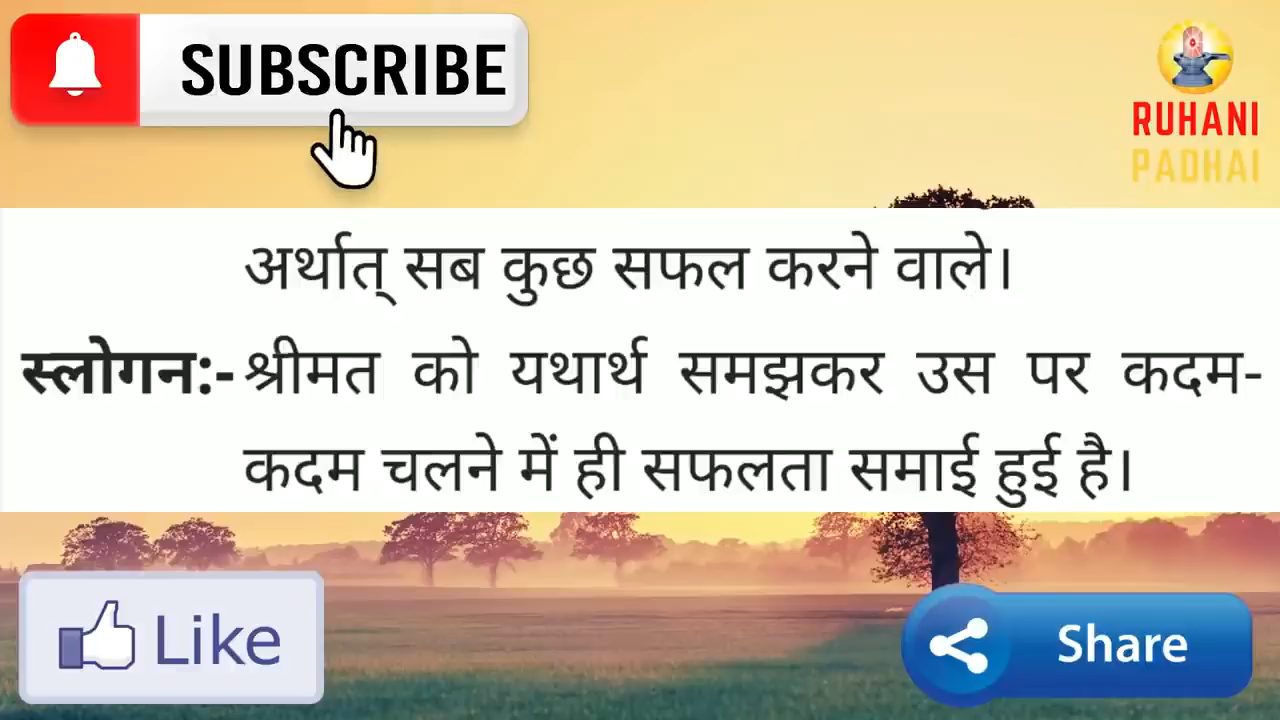 SUBSCRIBE
RUHANI
PADHAI
अर्थात् सब कुछ सफल करने वाले।
स्लोगन:- श्रीमत को यथार्थ समझकर उस पर कदम-
कदम चलने में ही सफलता समाई हुई है।
Like
Share